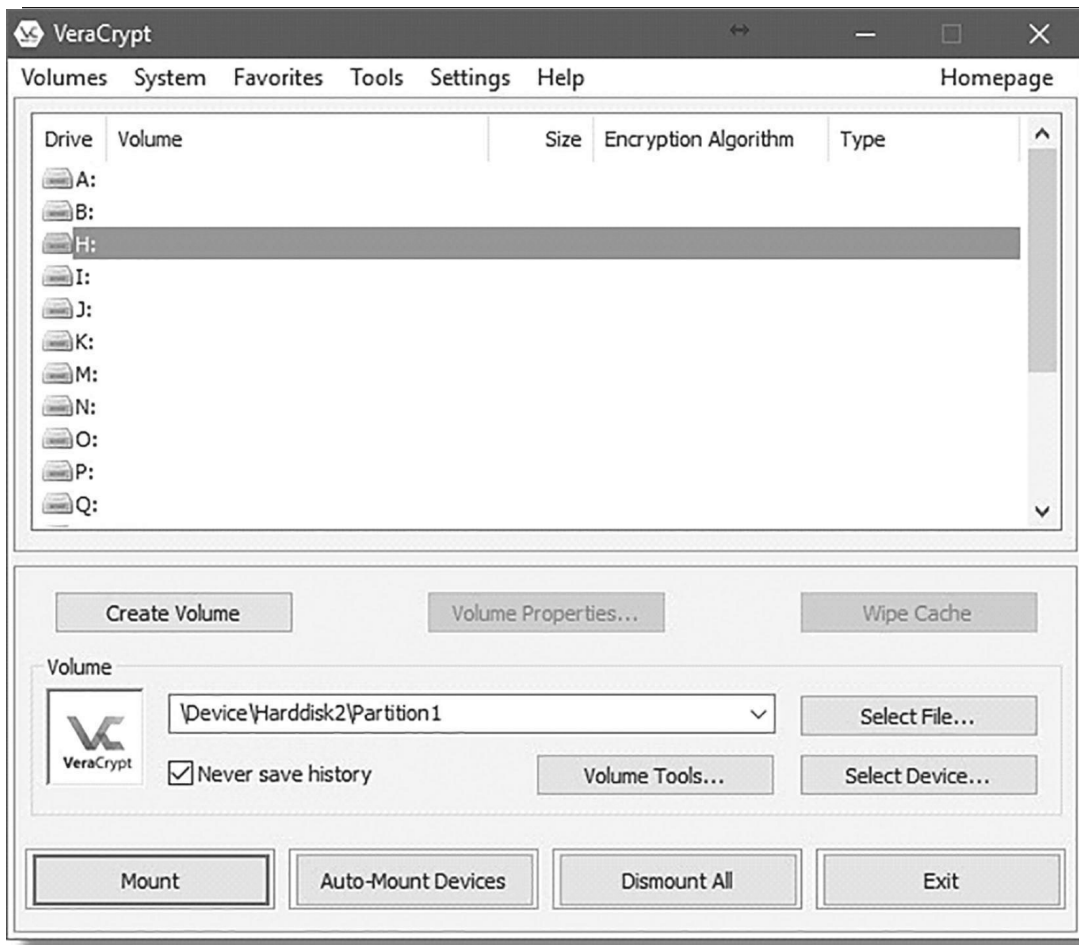 VeraCrypt
Volumes System Favorites Tools Settings Help Homepage
Drive Volume Size Encryption Algorithm Type
A:
B:
H:
I:
J:
K:
M:
N:
O:
P:
Q:
Create Volume Volume Properties... Wipe Cache
Volume
VeraCrypt
\Device\Harddisk2\Partition1 Select File...
Never save history Volume Tools... Select Device...
Mount Auto-Mount Devices Dismount All Exit